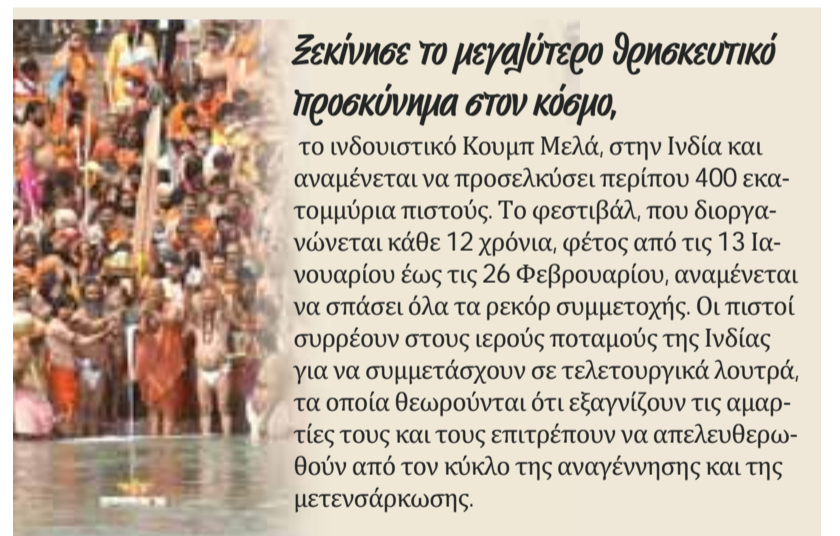 Ξεκίνησε το μεγαλύτερο θρησκευτικό
προσκύνημα στον κόσμο,
το ινδουιστικό Κουμπ Μελά, στην Ινδία και
αναμένεται να προσελκύσει περίπου 400 εκα-
τομμύρια πιστούς. Το φεστιβάλ, που διοργα-
νώνεται κάθε 12 χρόνια, φέτος από τις 13 Ια-
νουαρίου έως τις 26 Φεβρουαρίου, αναμένεται
να σπάσει όλα τα ρεκόρ συμμετοχής. Οι πιστοί
συρρέουν στους ιερούς ποταμούς της Ινδίας
για να συμμετάσχουν σε τελετουργικά λουτρά,
τα οποία θεωρούνται ότι εξαγνίζουν τις αμαρ-
τίες τους και τους επιτρέπουν να απελευθερω-
θούν από τον κύκλο της αναγέννησης και της
μετενσάρκωσης.